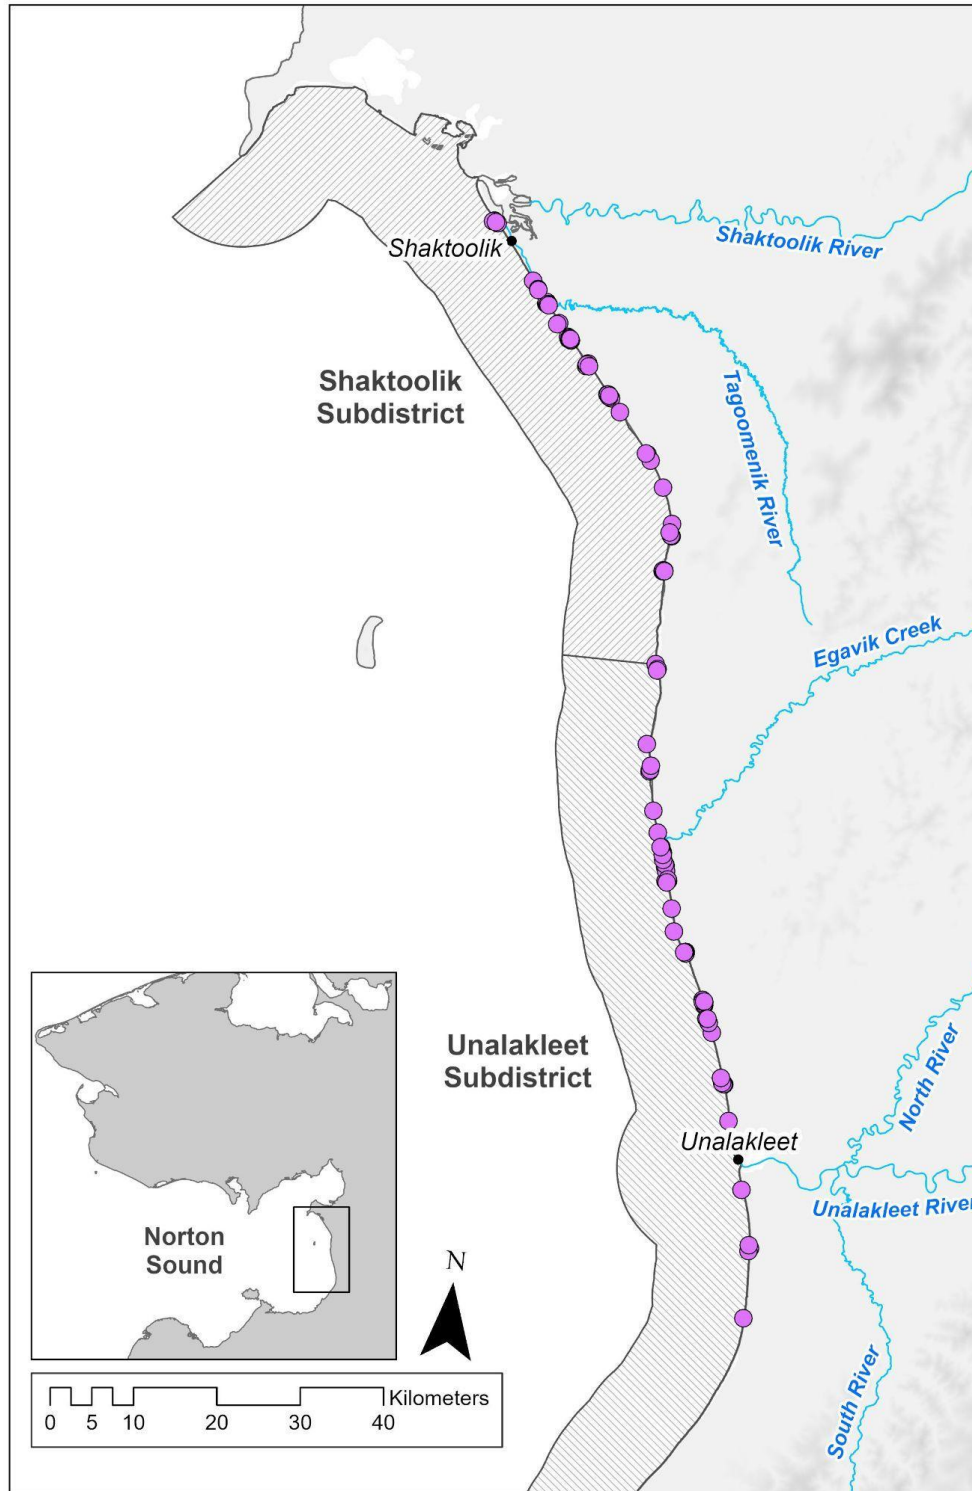 Shaktoolik River
Shaktoolik
Shaktoolik
Subdistrict
Tagoomenik River
Egavik Creek
Unalakleet
Subdistrict
North River
Unalakleet
Unalakleet River
Norton
Sound
N
South River
Kilometers
0 5 10 20 30 40